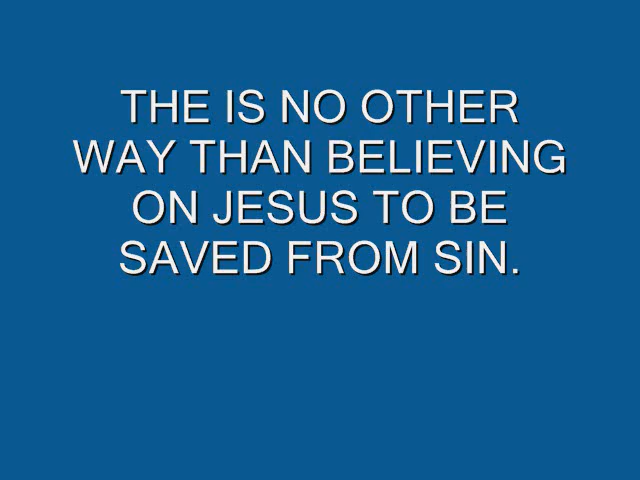 THE IS NO OTHER
WAY THAN BELIEVING
ON JESUS TO BE
SAVED FROM SIN.